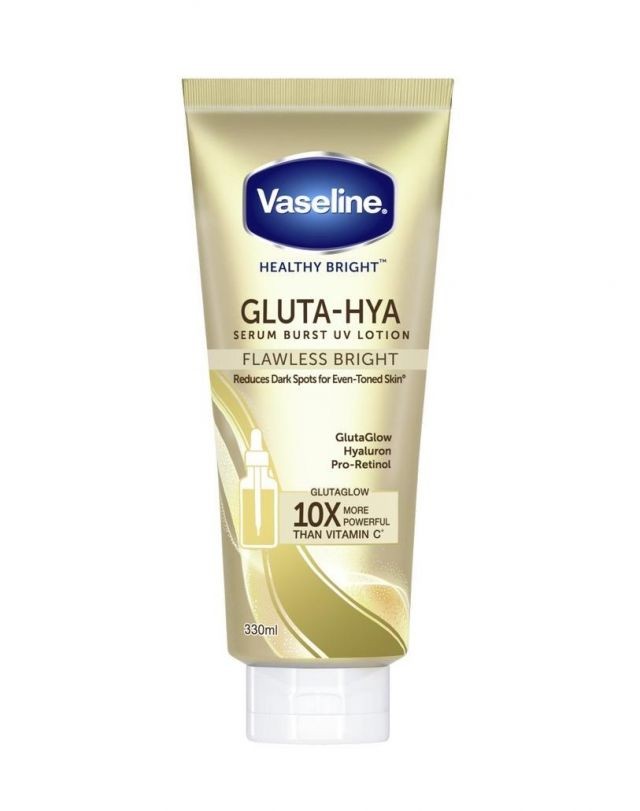 Vaseline.
HEALTHY BRIGHT™
GLUTA-HYA
SERUM BURST UV LOTION
FLAWLESS BRIGHT
Reduces Dark Spots for Even-Toned Skin°
GlutaGlow
Hyaluron
Pro-Retinol
GLUTAGLOW
10X MORE POWERFUL
THAN VITAMIN C*
330ml